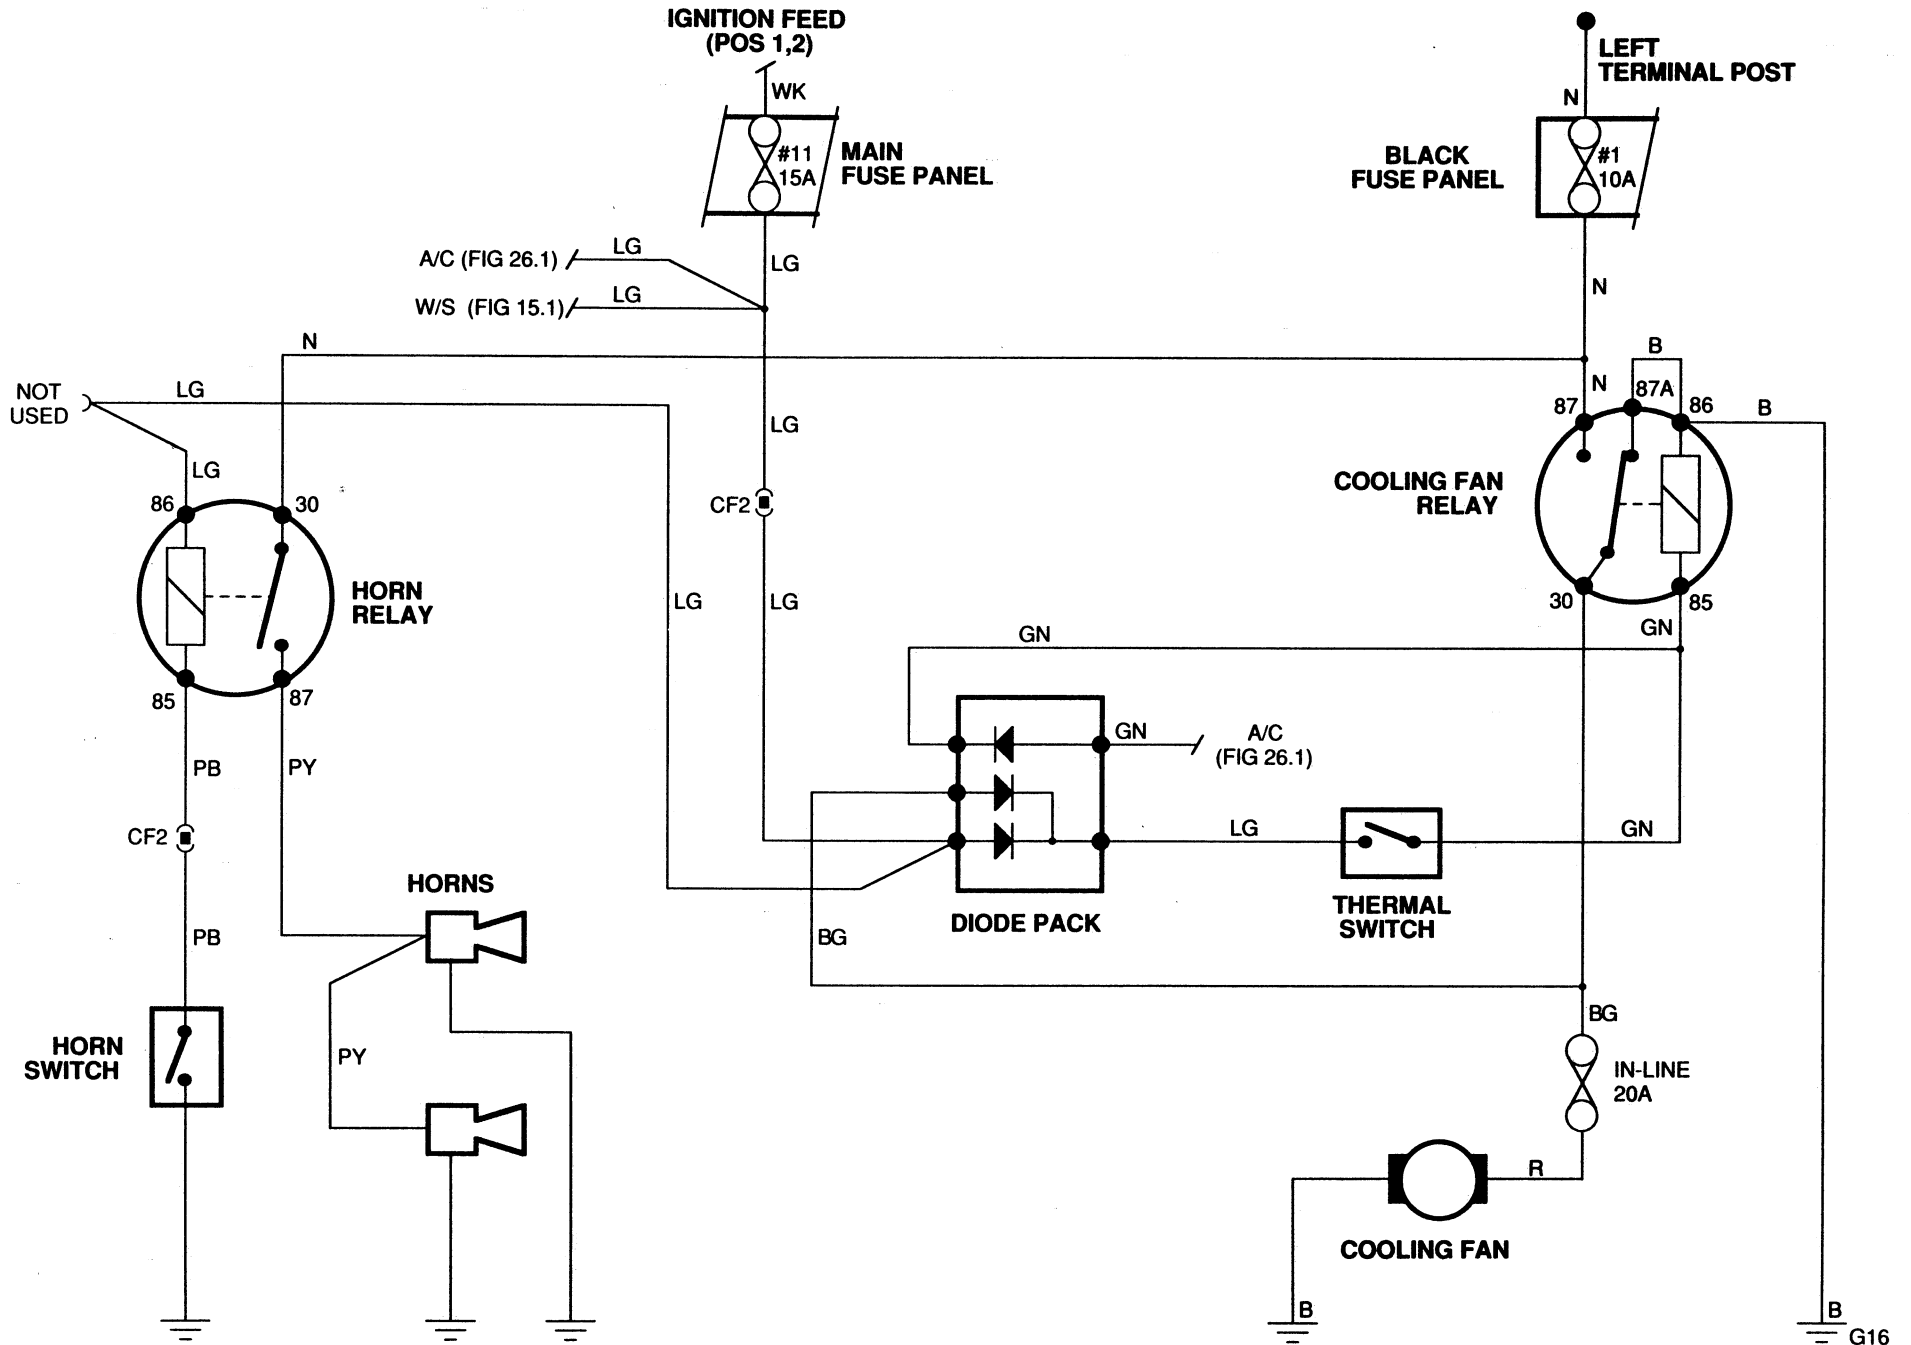 IGNITION FEED
(POS 1,2)
WK
#11
15A
MAIN
FUSE PANEL
LEFT
TERMINAL POST
N
BLACK
FUSE PANEL
#1
10A
A/C (FIG 26.1)
LG
W/S (FIG 15.1)
LG
LG
N
N
NOT
USED
LG
LG
LG
N
B
87A
87
86
B
86
30
CF2
COOLING FAN
RELAY
HORN
RELAY
LG
LG
30
85
GN
GN
85
87
PB
PY
GN
A/C
(FIG 26.1)
CF2
LG
GN
HORNS
DIODE PACK
THERMAL
SWITCH
PB
BG
BG
HORN
SWITCH
PY
IN-LINE
20A
R
COOLING FAN
B
B
G16